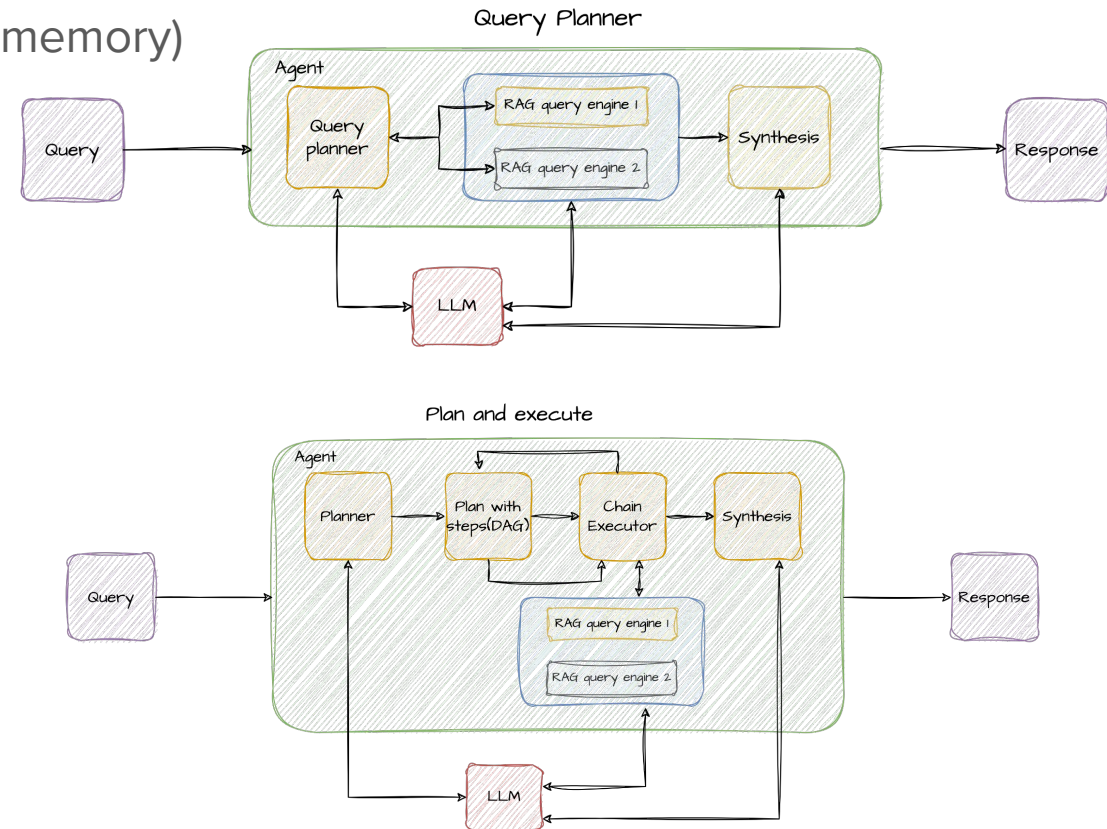 memory)
Query Planner
Agent
Query
Query
planner
RAG query engine 1
RAG query engine 2
Synthesis
Response
LLM
Plan and execute
Agent
Query
Planner
Plan with
steps(DAG)
Chain
Executor
Synthesis
RAG query engine 1
RAG query engine 2
Response
LLM